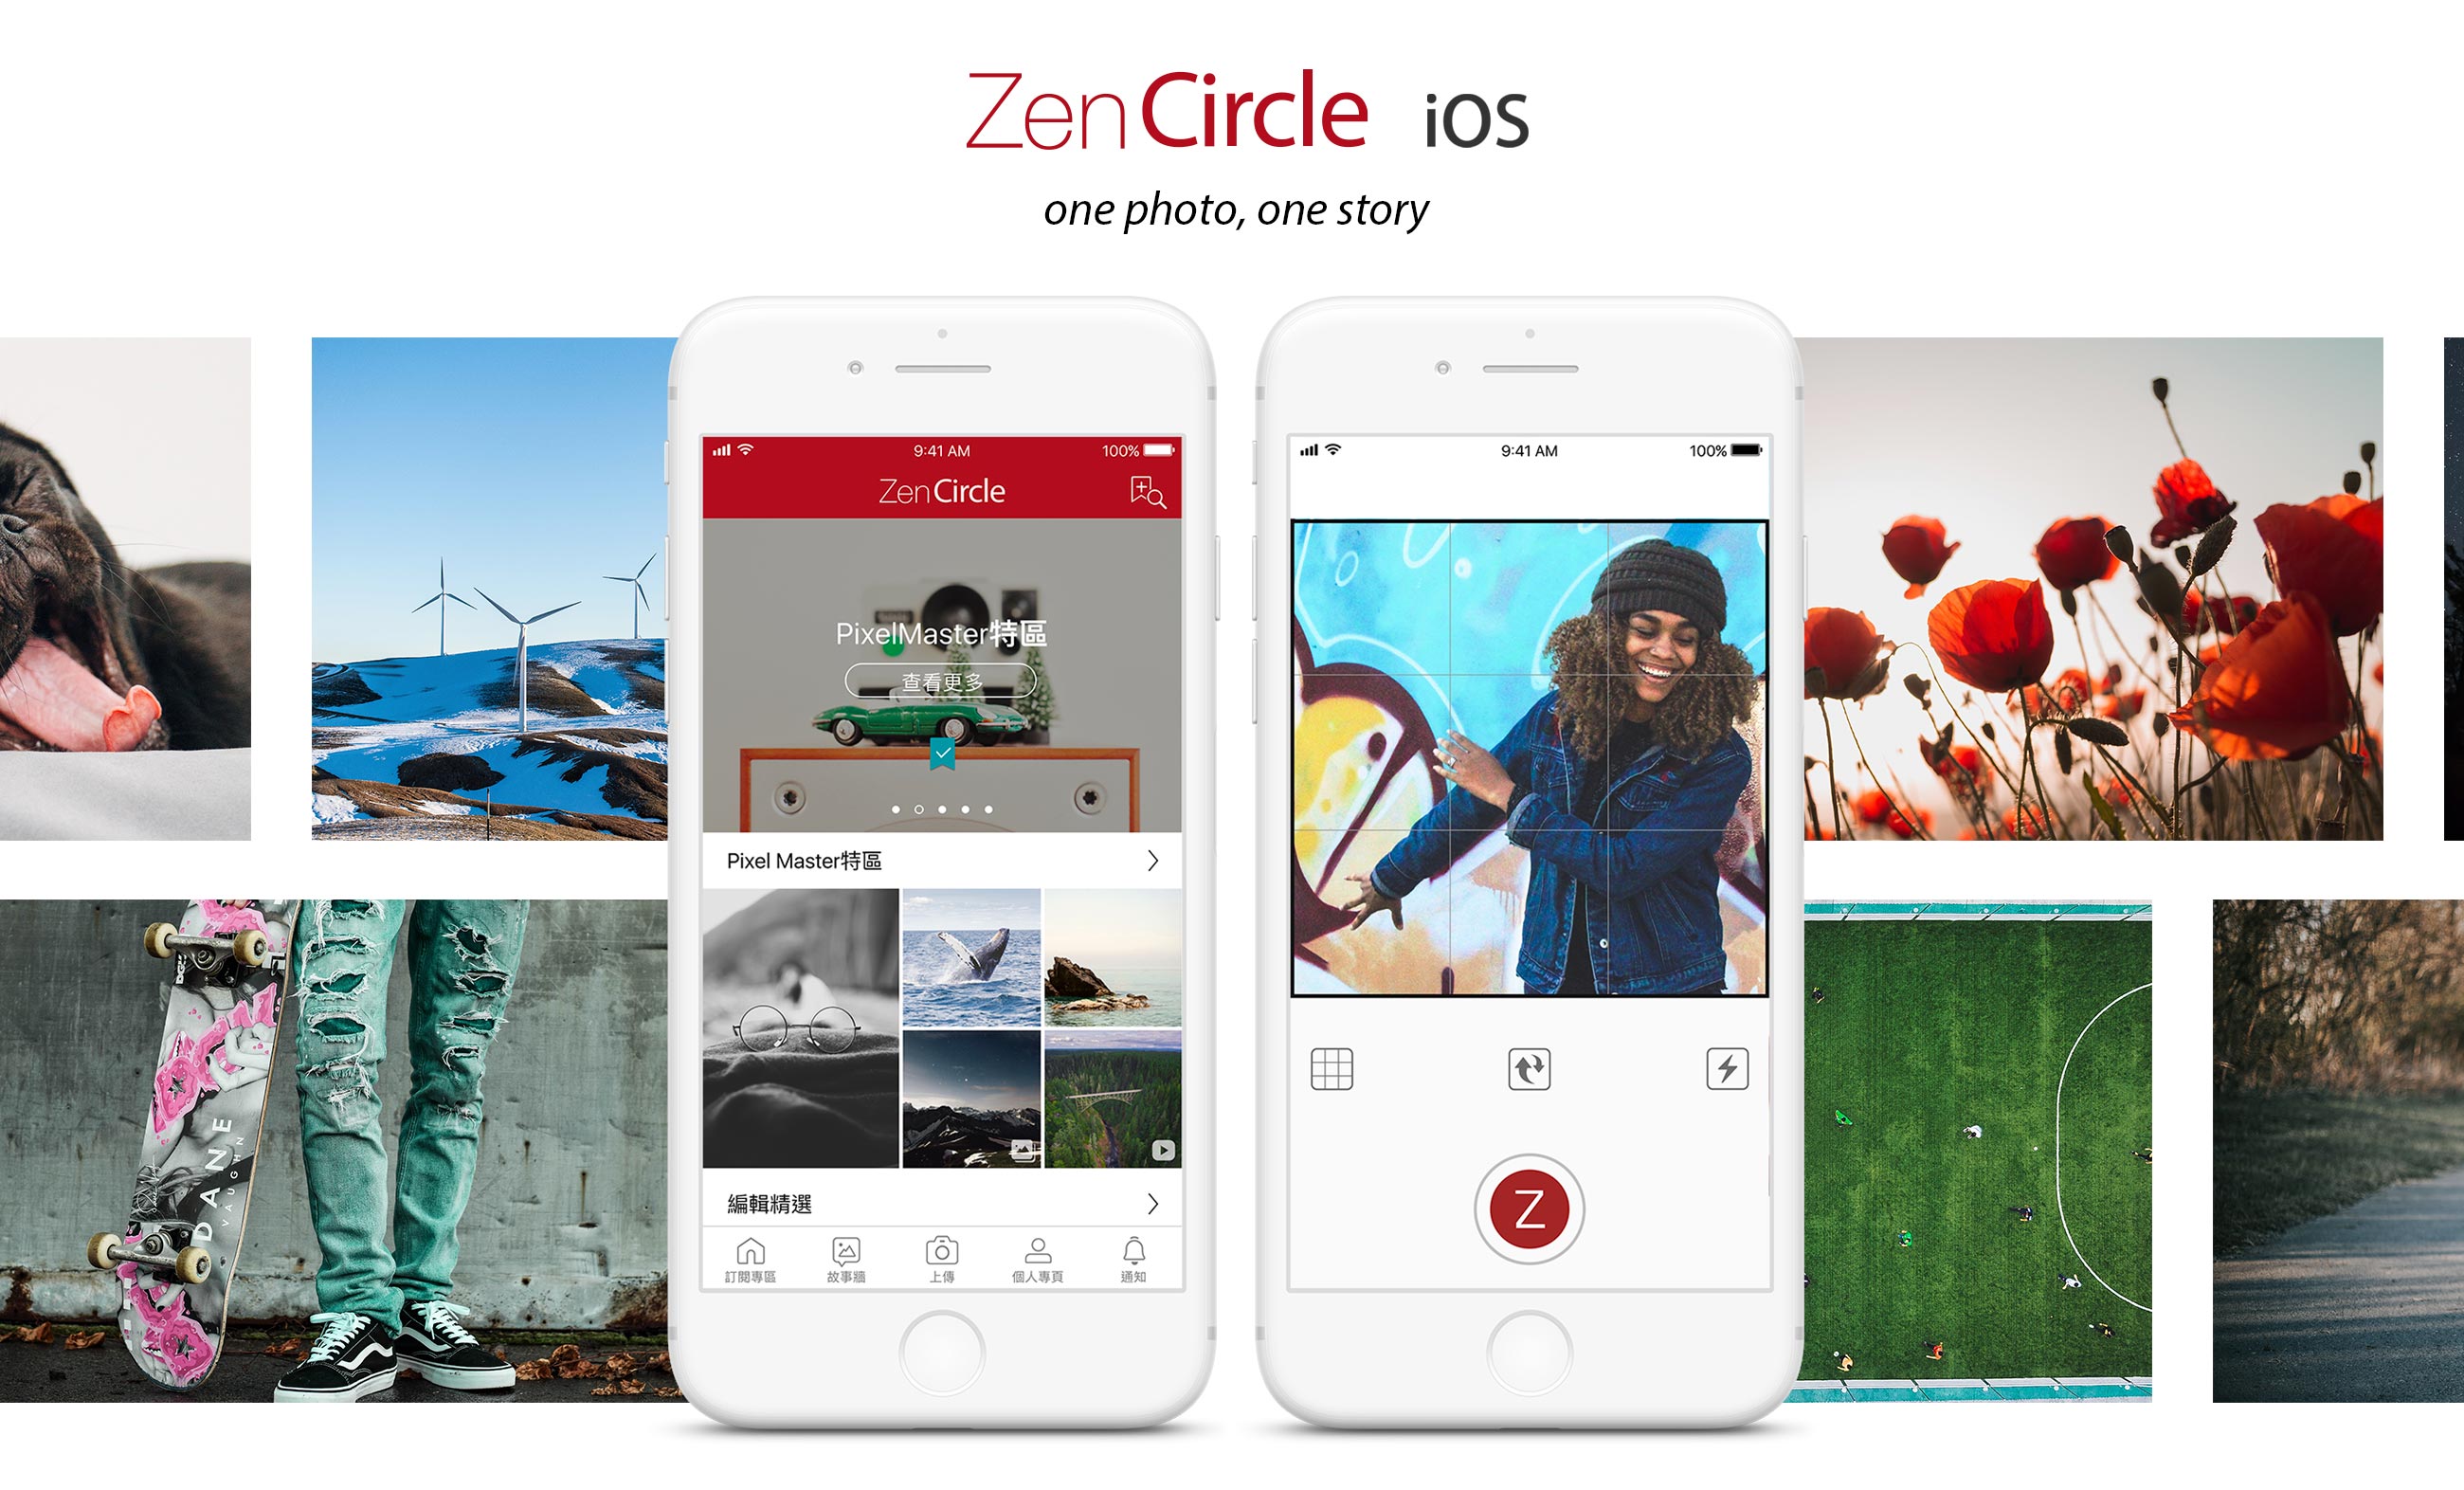 ZenCircle iOS
one photo, one story
9:41 AM 100%
ZenCircle
PixelMaster特區
查看更多
Pixel Master特區
編輯精選
訂閱專區 故事牆 上傳 個人專頁 通知
9:41 AM 100%
Z
DANE
VAUGHN